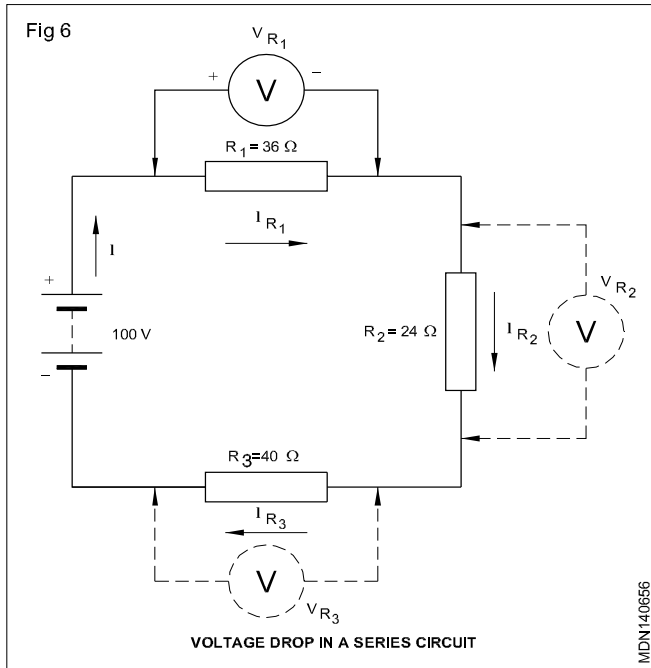 Fig 6
V R1
+ −
V
R1= 36 Ω
I R1
I
+
100 V
−
R2= 24 Ω
I R2
V R2
V
R3=40 Ω
I R3
V
VR3
VOLTAGE DROP IN A SERIES CIRCUIT
MDN140656